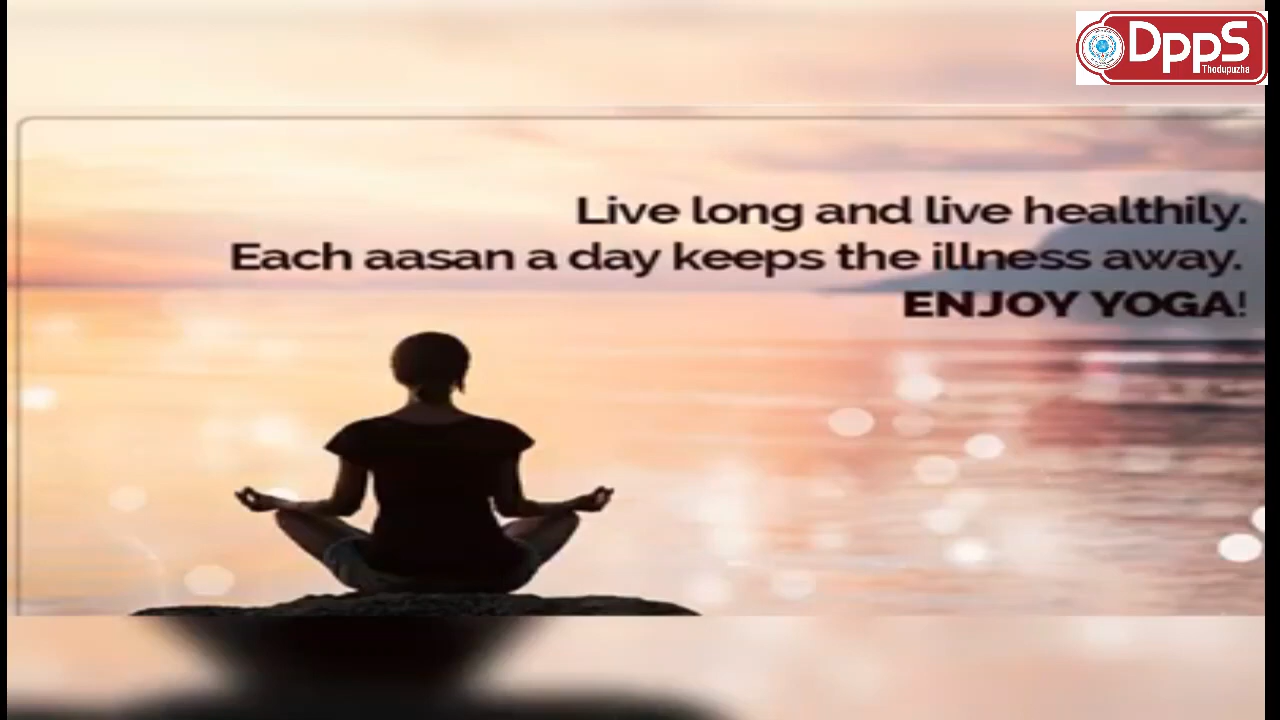 DppS
Thodupuzha
Live long and live healthily.
Each aasan a day keeps the illness away.
ENJOY YOGA!